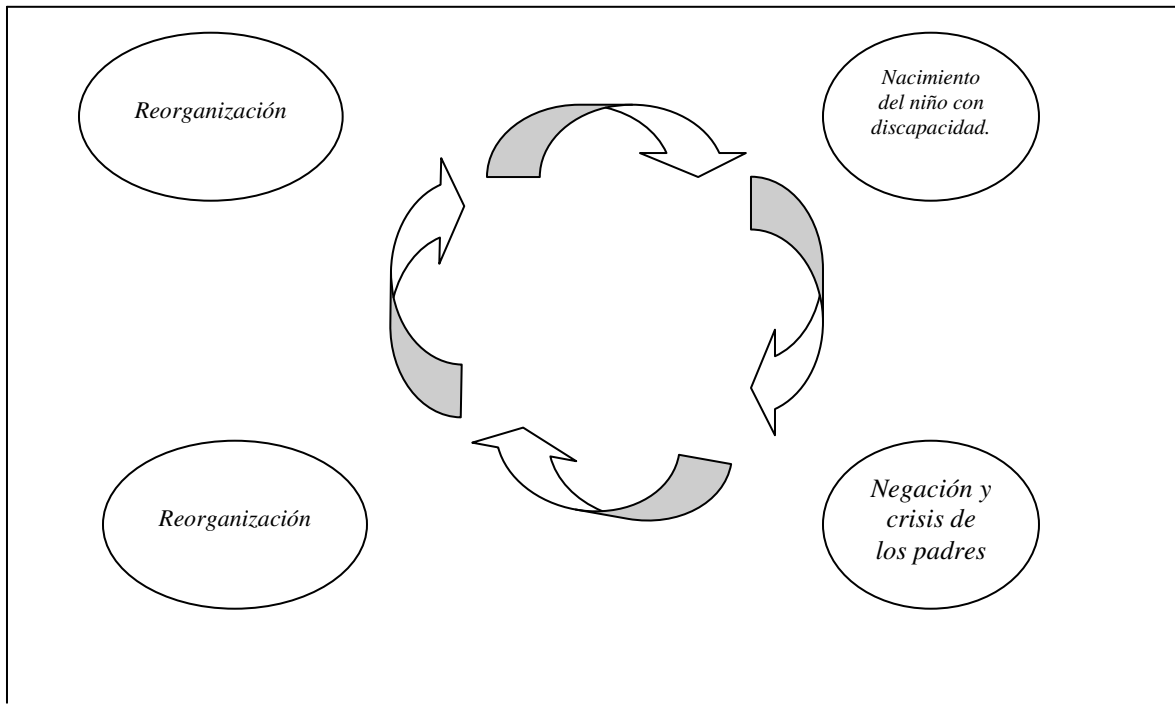 Reorganización
Nacimiento
del niño con
discapacidad.
Reorganización
Negación y
crisis de
los padres